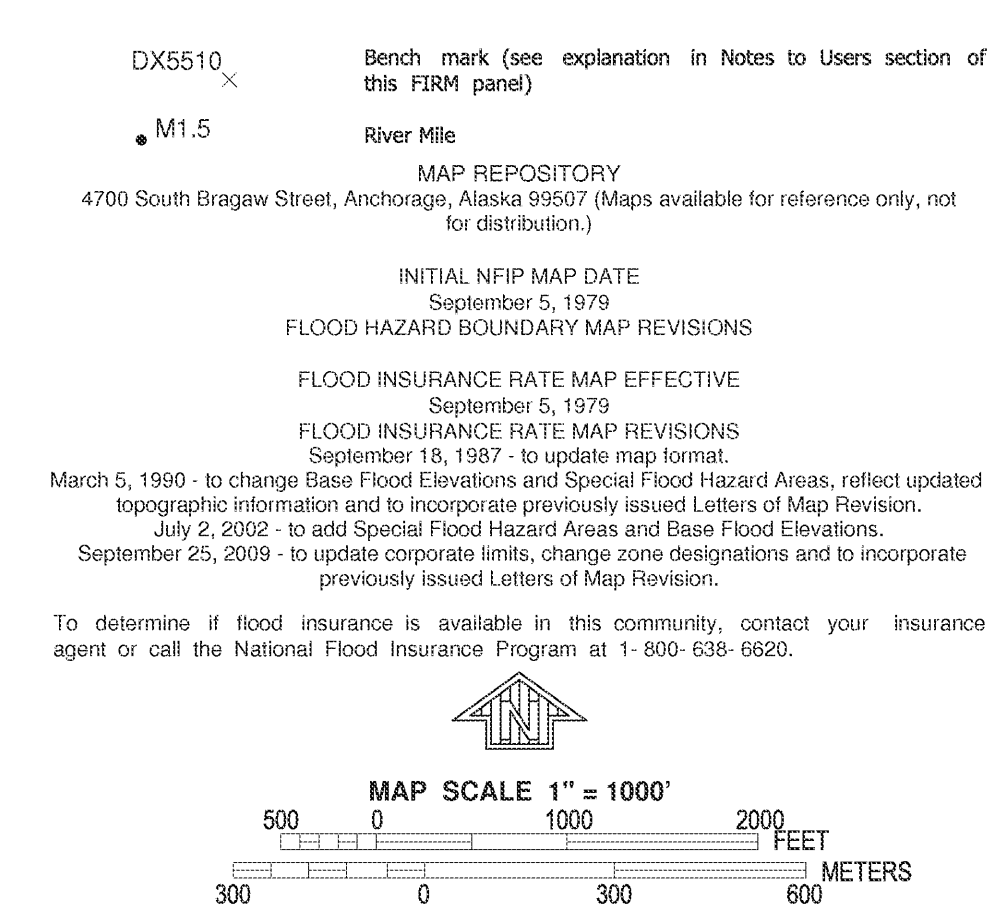 DX5510 Bench mark (see explanation in Notes to Users section of
this FIRM panel)
M1.5 River Mile
MAP REPOSITORY
4700 South Bragaw Street, Anchorage, Alaska 99507 (Maps available for reference only, not
for distribution.)
INITIAL NFIP MAP DATE
September 5, 1979
FLOOD HAZARD BOUNDARY MAP REVISIONS
FLOOD INSURANCE RATE MAP EFFECTIVE
September 5, 1979
FLOOD INSURANCE RATE MAP REVISIONS
September 18, 1987 - to update map format.
March 5, 1990 - to change Base Flood Elevations and Special Flood Hazard Areas, reflect updated
topographic information and to incorporate previously issued Letters of Map Revision.
July 2, 2002 - to add Special Flood Hazard Areas and Base Flood Elevations.
September 25, 2009 - to update corporate limits, change zone designations and to incorporate
previously issued Letters of Map Revision.
To determine if flood insurance is available in this community, contact your insurance
agent or call the National Flood Insurance Program at 1- 800- 638- 6620.
N
MAP SCALE 1" = 1000'
500 0 1000 2000
FEET
METERS
300 0 300 600